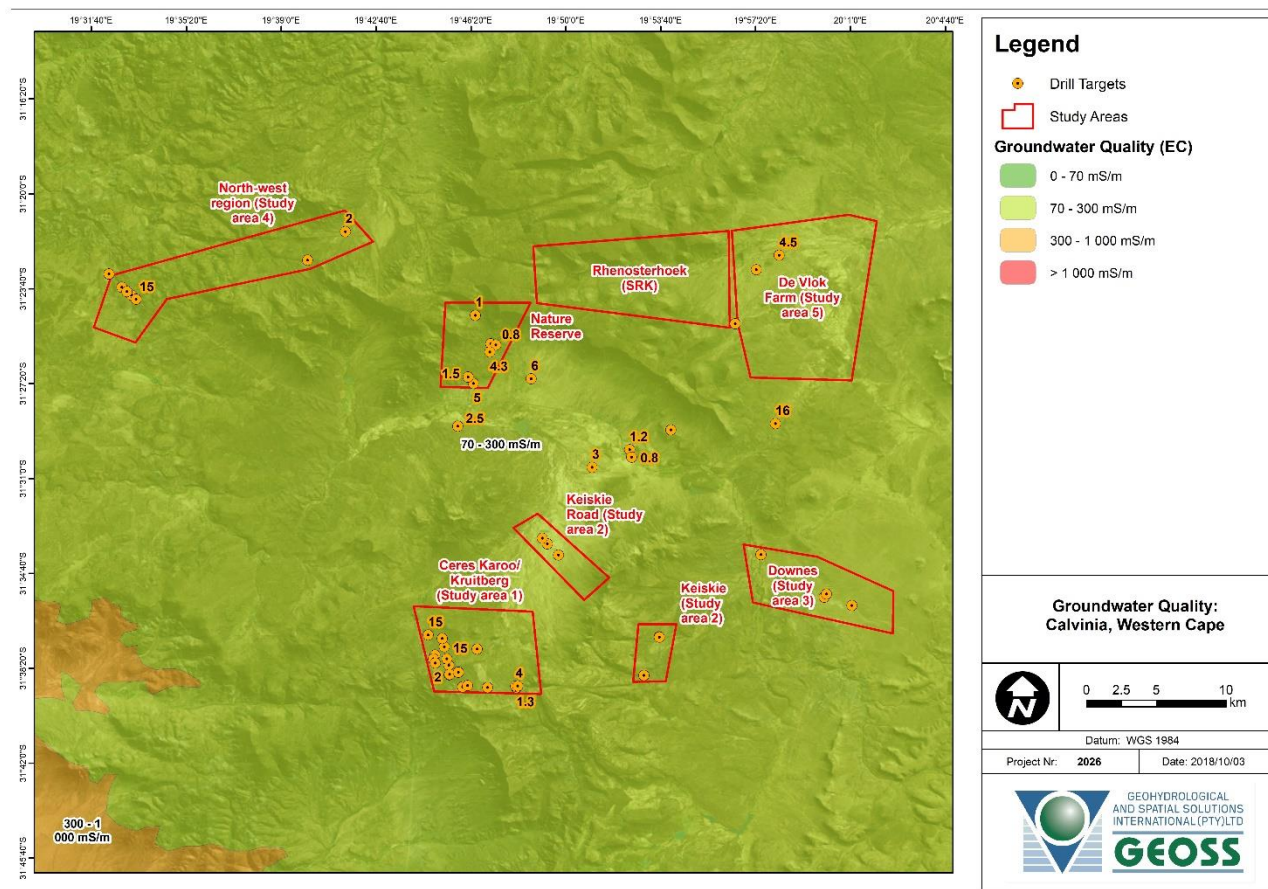 19°31'40"E
19°35'20"E
19°39'0"E
19°42'40"E
19°46'20"E
19°50'0"E
19°53'40"E
19°57'20"E
20°1'0"E
20°4'40"E
31°16'20"S
31°20'0"S
31°23'40"S
31°27'20"S
31°31'0"S
31°34'40"S
31°38'20"S
31°42'0"S
31°45'40"S
North-west
region (Study
area 4)
2
15
Rhenosterhoek
(SRK)
4.5
De Vlok
Farm (Study
area 5)
1
Nature
Reserve
0.8
4.3
1.5
5
6
2.5
70 - 300 mS/m
16
1.2
0.8
3
Keiskie
Road (Study
area 2)
Ceres Karoo/
Kruitberg
(Study area 1)
15
15
2
4
1.3
Keiskie
(Study
area 2)
Downes
(Study
area 3)
300 - 1
000 mS/m
Legend
Drill Targets
Study Areas
Groundwater Quality (EC)
0 - 70 mS/m
70 - 300 mS/m
300 - 1 000 mS/m
> 1 000 mS/m
Groundwater Quality:
Calvinia, Western Cape
N
0 2.5 5 10
km
Datum: WGS 1984
Project Nr: 2026 Date: 2018/10/03
GEOHYDROLOGICAL
AND SPATIAL SOLUTIONS
INTERNATIONAL (PTY) LTD
GEOSS